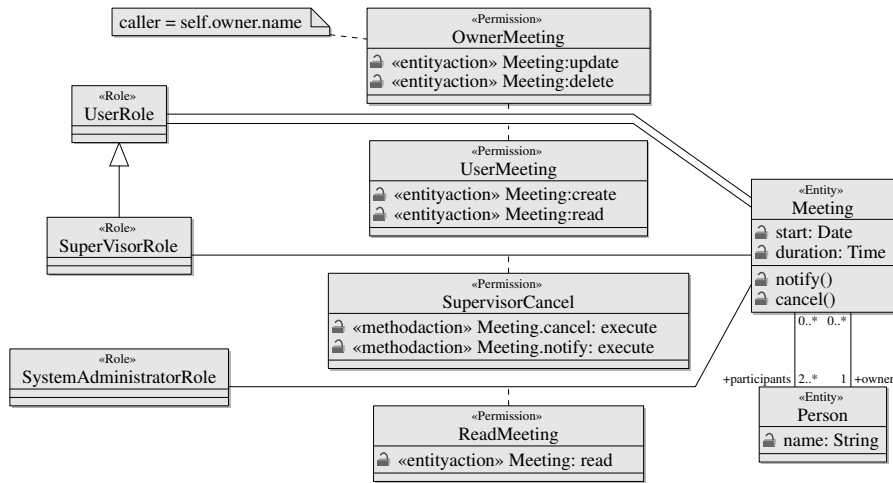 caller = self.owner.name
«Permission»
OwnerMeeting
«entityaction» Meeting:update
«entityaction» Meeting:delete
«Role»
UserRole
«Permission»
UserMeeting
«entityaction» Meeting:create
«entityaction» Meeting:read
«Entity»
Meeting
start: Date
duration: Time
notify()
cancel()
«Role»
SuperVisorRole
«Permission»
SupervisorCancel
«methodaction» Meeting.cancel: execute
«methodaction» Meeting.notify: execute
0..* 0..*
«Role»
SystemAdministratorRole
+participants 2..* 1 +owner
«Entity»
Person
name: String
«Permission»
ReadMeeting
«entityaction» Meeting: read